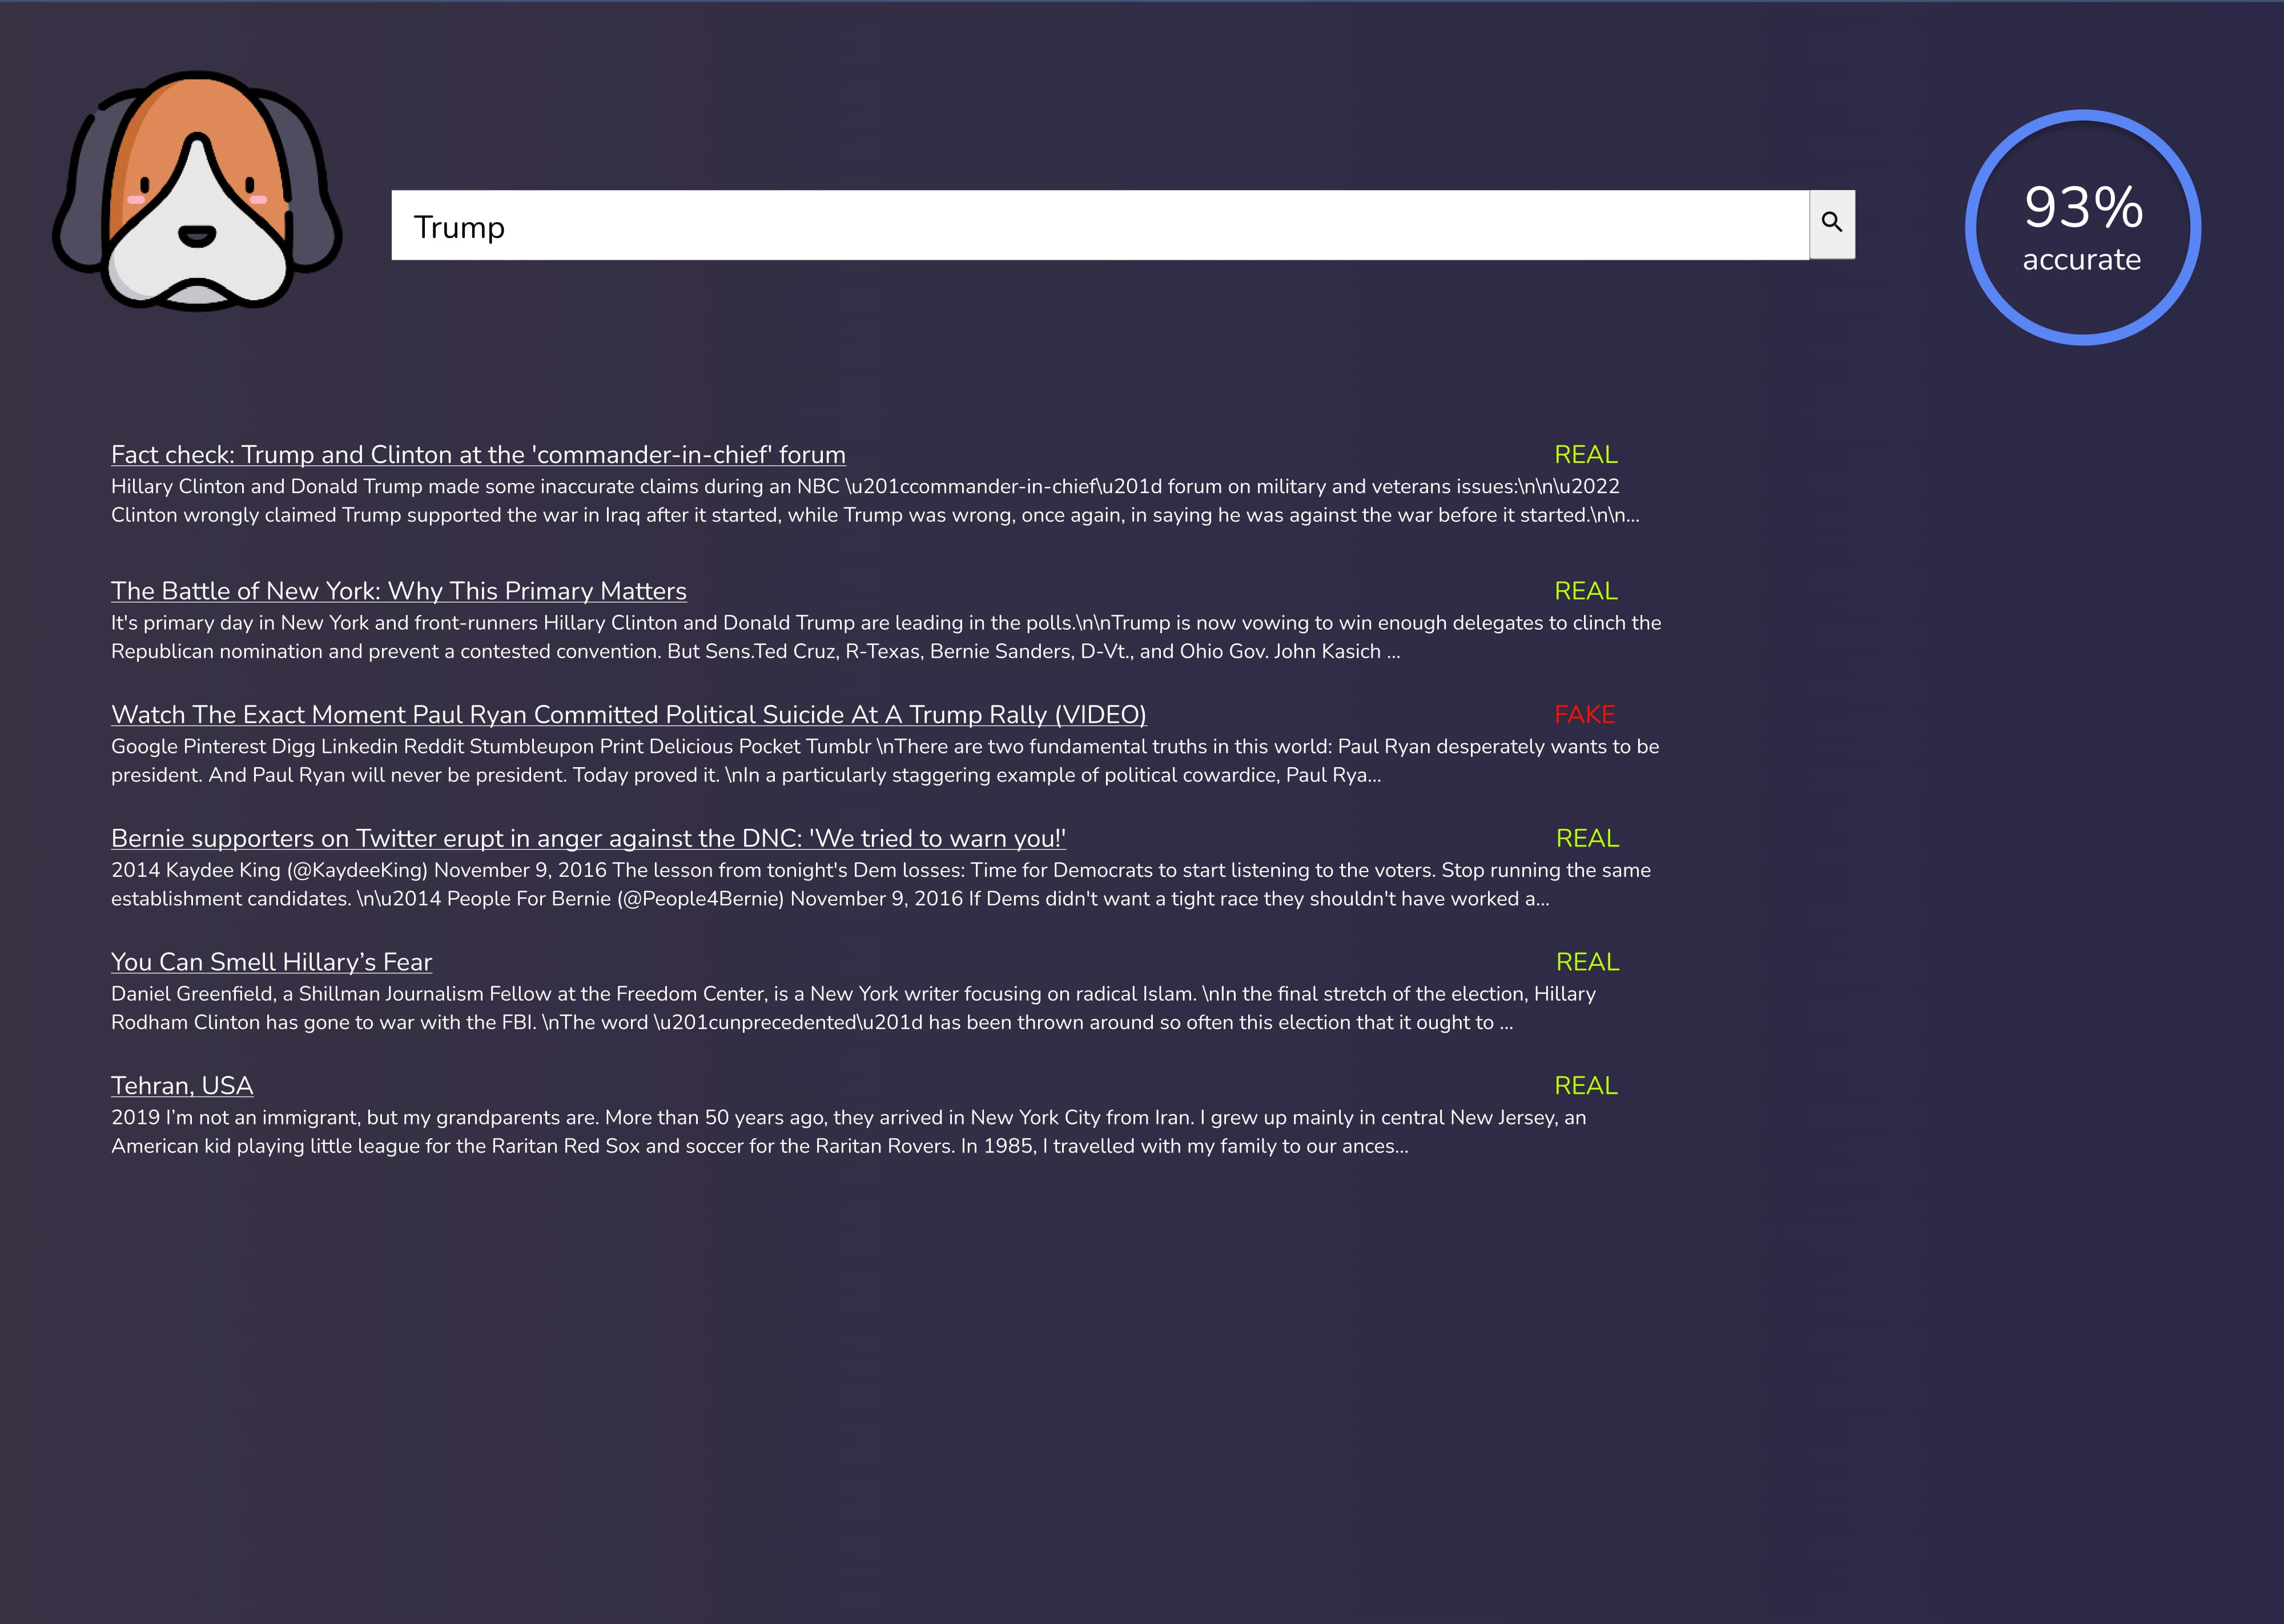 Trump
93%
accurate
Fact check: Trump and Clinton at the 'commander-in-chief' forum
REAL
Hillary Clinton and Donald Trump made some inaccurate claims during an NBC \u201ccommander-in-chief\u201d forum on military and veterans issues:\n\n\u2022
Clinton wrongly claimed Trump supported the war in Iraq after it started, while Trump was wrong, once again, in saying he was against the war before it started.\n\n...
The Battle of New York: Why This Primary Matters
REAL
It's primary day in New York and front-runners Hillary Clinton and Donald Trump are leading in the polls.\n\nTrump is now vowing to win enough delegates to clinch the
Republican nomination and prevent a contested convention. But Sens.Ted Cruz, R-Texas, Bernie Sanders, D-Vt., and Ohio Gov. John Kasich ...
Watch The Exact Moment Paul Ryan Committed Political Suicide At A Trump Rally (VIDEO)
FAKE
Google Pinterest Digg Linkedin Reddit Stumbleupon Print Delicious Pocket Tumblr \nThere are two fundamental truths in this world: Paul Ryan desperately wants to be
president. And Paul Ryan will never be president. Today proved it. \nIn a particularly staggering example of political cowardice, Paul Rya...
Bernie supporters on Twitter erupt in anger against the DNC: 'We tried to warn you!'
REAL
2014 Kaydee King (@KaydeeKing) November 9, 2016 The lesson from tonight's Dem losses: Time for Democrats to start listening to the voters. Stop running the same
establishment candidates. \n\u2014 People For Bernie (@People4Bernie) November 9, 2016 If Dems didn't want a tight race they shouldn't have worked a...
You Can Smell Hillary’s Fear
REAL
Daniel Greenfield, a Shillman Journalism Fellow at the Freedom Center, is a New York writer focusing on radical Islam. \nIn the final stretch of the election, Hillary
Rodham Clinton has gone to war with the FBI. \nThe word \u201cunprecedented\u201d has been thrown around so often this election that it ought to ...
Tehran, USA
REAL
2019 I’m not an immigrant, but my grandparents are. More than 50 years ago, they arrived in New York City from Iran. I grew up mainly in central New Jersey, an
American kid playing little league for the Raritan Red Sox and soccer for the Raritan Rovers. In 1985, I travelled with my family to our ances...